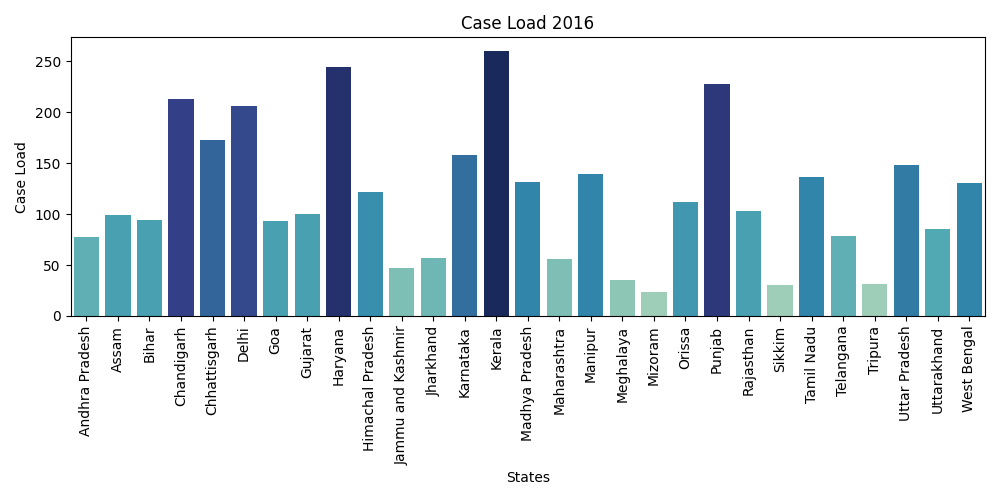 Case Load 2016
Case Load
250
200
150
100
50
0
Andhra Pradesh
Assam
Bihar
Chandigarh
Chhattisgarh
Delhi
Goa
Gujarat
Haryana
Himachal Pradesh
Jammu and Kashmir
Jharkhand
Karnataka
Kerala
Madhya Pradesh
Maharashtra
Manipur
Meghalaya
Mizoram
Orissa
Punjab
Rajasthan
Sikkim
Tamil Nadu
Telangana
Tripura
Uttar Pradesh
Uttarakhand
West Bengal
States